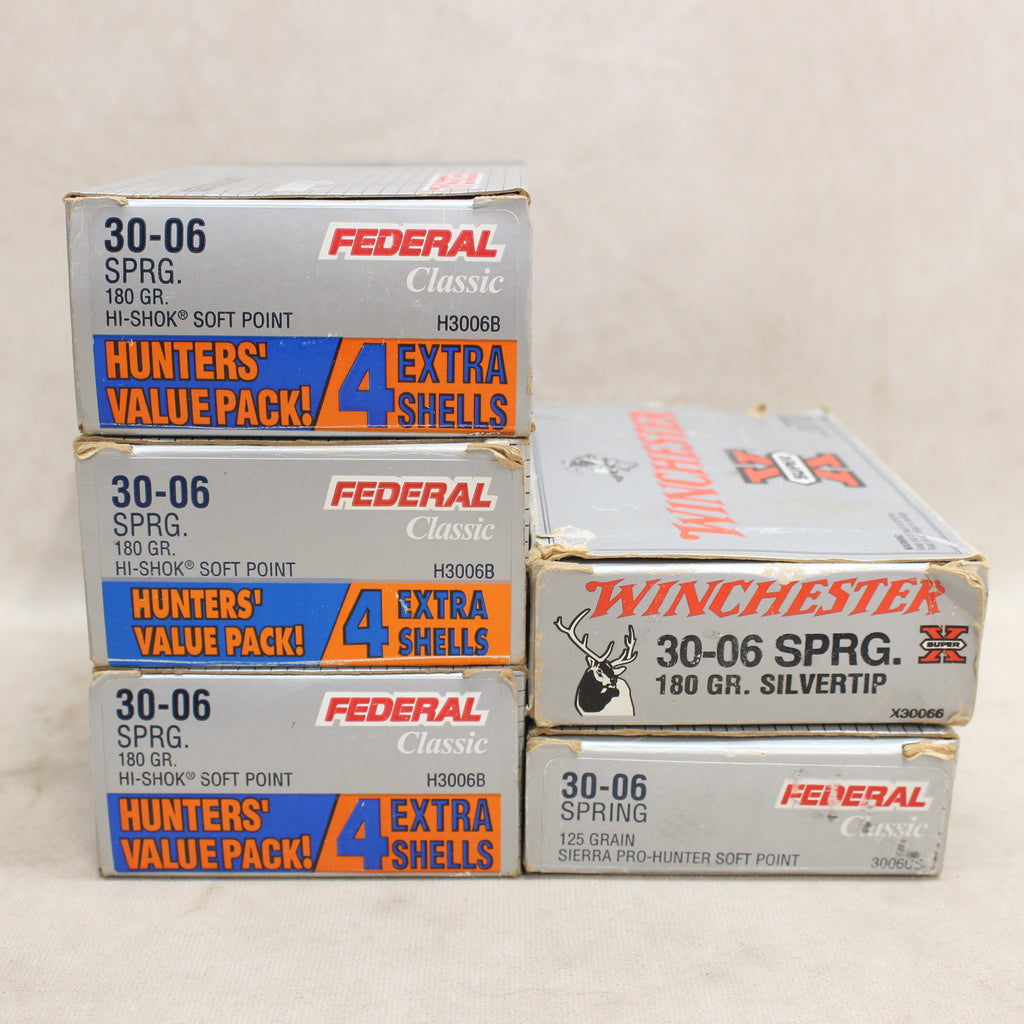 30-06
SPRG.
180 GR.
HI-SHOK® SOFT POINT
FEDERAL
Classic
H3006B
HUNTERS'
VALUE PACK!
4 EXTRA
SHELLS
30-06
SPRG.
180 GR.
HI-SHOK® SOFT POINT
FEDERAL
Classic
H3006B
HUNTERS'
VALUE PACK!
4 EXTRA
SHELLS
30-06
SPRG.
180 GR.
HI-SHOK® SOFT POINT
FEDERAL
Classic
H3006B
HUNTERS'
VALUE PACK!
4 EXTRA
SHELLS
WINCHESTER
X
SUPER
WINCHESTER
30-06 SPRG.
180 GR. SILVERTIP
X
SUPER
X30066
30-06
SPRING
125 GRAIN
SIERRA PRO-HUNTER SOFT POINT
FEDERAL
Classic